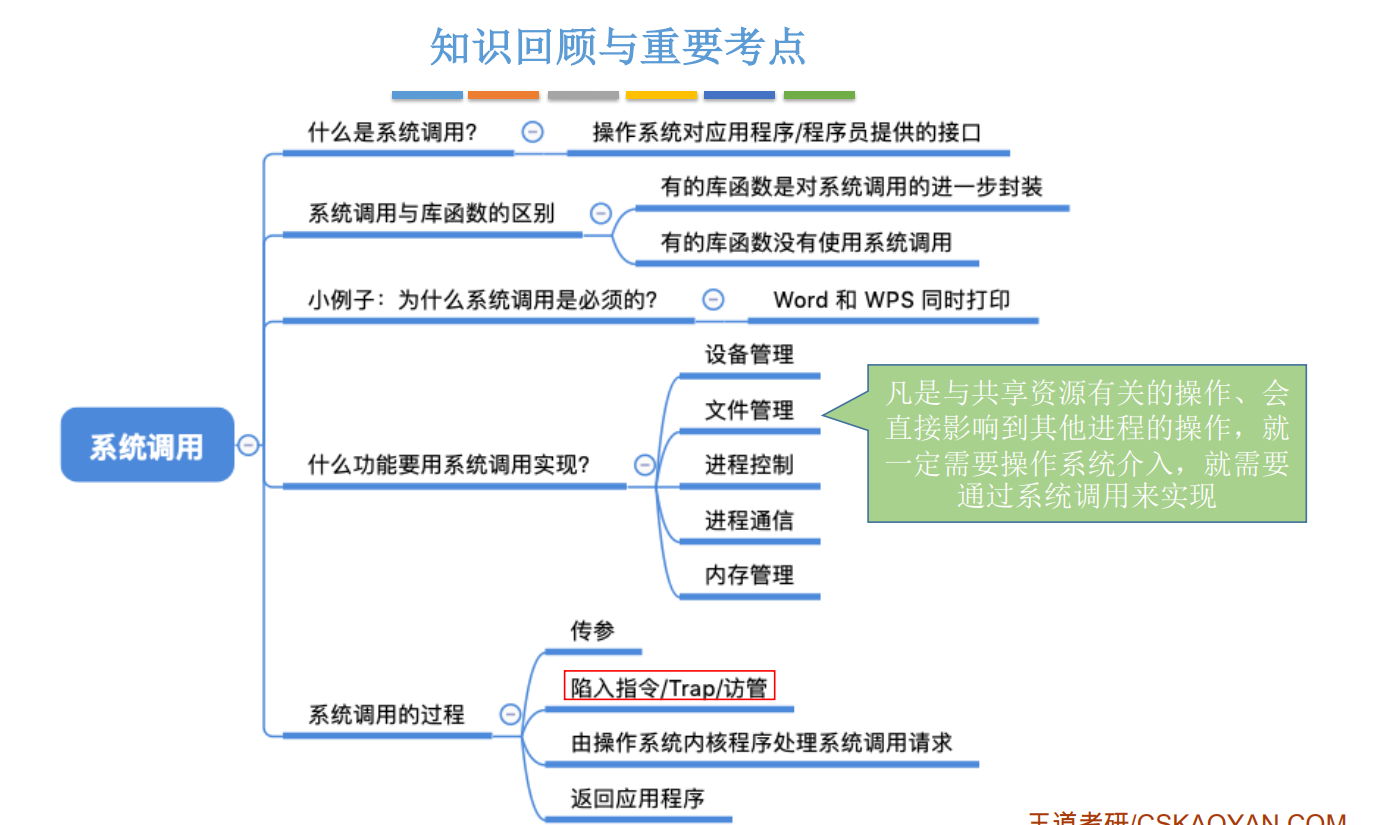 知识回顾与重要考点
什么是系统调用?
操作系统对应用程序/程序员提供的接口
系统调用与库函数的区别
有的库函数是对系统调用的进一步封装
有的库函数没有使用系统调用
小例子：为什么系统调用是必须的?
Word 和 WPS 同时打印
系统调用
什么功能要用系统调用实现?
设备管理
文件管理
进程控制
进程通信
内存管理
凡是与共享资源有关的操作、会
直接影响到其他进程的操作，就
一定需要操作系统介入，就需要
通过系统调用来实现
系统调用的过程
传参
陷入指令/Trap/访管
由操作系统内核程序处理系统调用请求
返回应用程序
王道考研/CSKAOYAN.COM